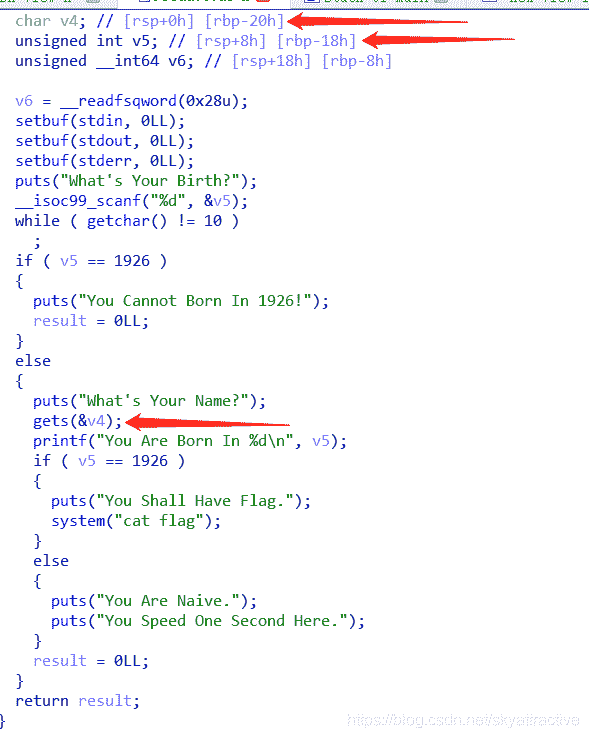 char v4; // [rsp+0h] [rbp-20h]
unsigned int v5; // [rsp+8h] [rbp-18h]
unsigned __int64 v6; // [rsp+18h] [rbp-8h]
v6 = __readfsqword(0x28u);
setbuf(stdin, 0LL);
setbuf(stdout, 0LL);
setbuf(stderr, 0LL);
puts("What's Your Birth?");
__isoc99_scanf("%d", &v5);
while ( getchar() != 10 )
;
if ( v5 == 1926 )
{
puts("You Cannot Born In 1926!");
result = 0LL;
}
else
{
puts("What's Your Name?");
gets(&v4);
printf("You Are Born In %d\n", v5);
if ( v5 == 1926 )
{
puts("You Shall Have Flag.");
system("cat flag");
}
else
{
puts("You Are Naive.");
puts("You Speed One Second Here.");
}
result = 0LL;
}
return result;
}
https://blog.csdn.net/skyattractive